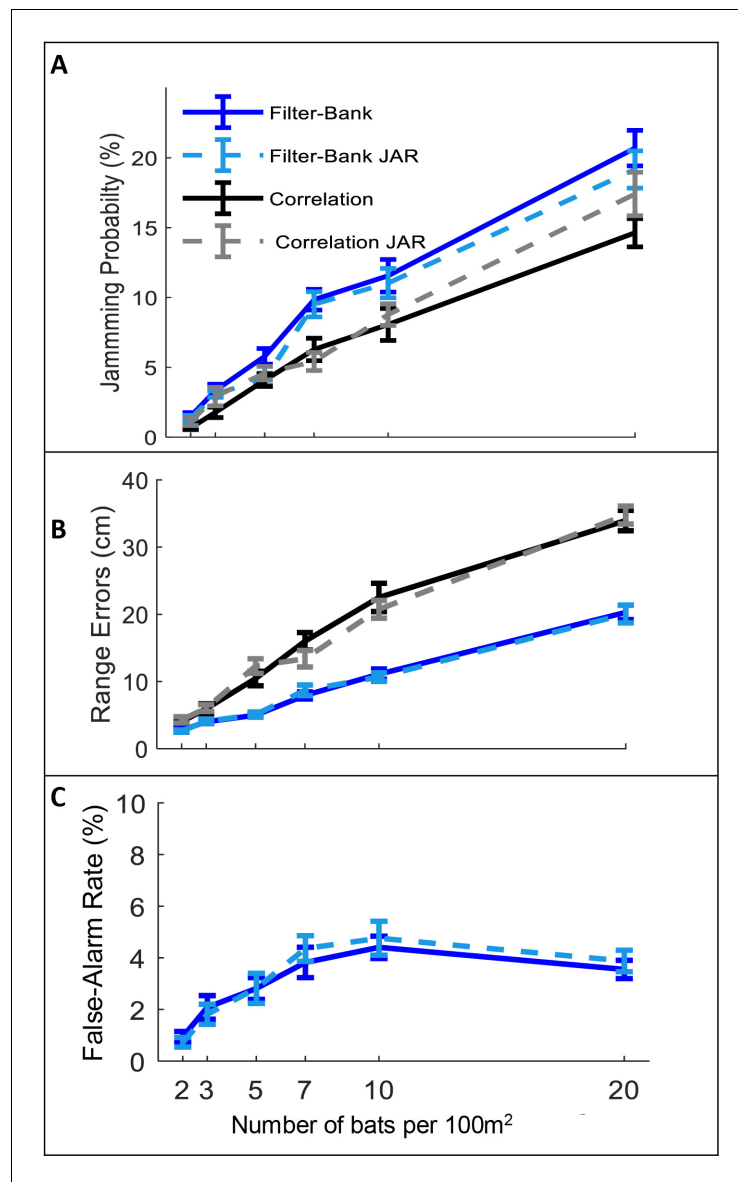 A
Jammming Probabilty (%)
20
15
10
5
0
Filter-Bank
Filter-Bank JAR
Correlation
Correlation JAR
B
Range Errors (cm)
40
30
20
10
0
C
False-Alarm Rate (%)
10
8
6
4
2
0
2 3 5 7 10 20
Number of bats per 100m²